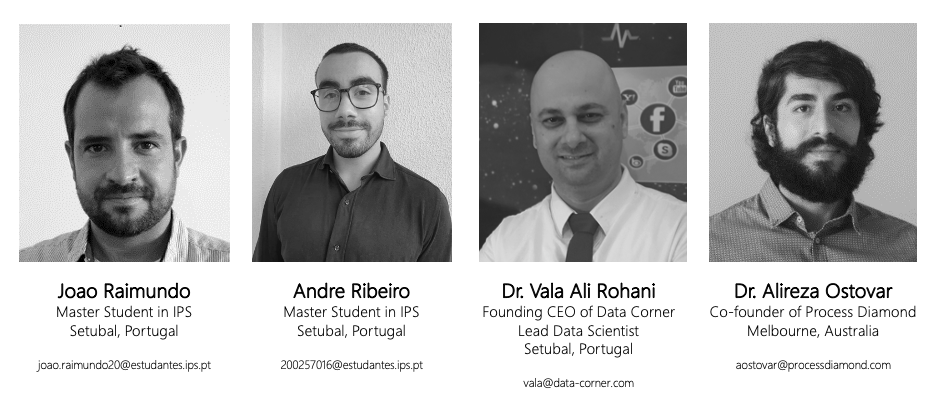 Joao Raimundo
Master Student in IPS
Setubal, Portugal
joao.raimundo20@estudantes.ips.pt
Andre Ribeiro
Master Student in IPS
Setubal, Portugal
200257016@estudantes.ips.pt
Dr. Vala Ali Rohani
Founding CEO of Data Corner
Lead Data Scientist
Setubal, Portugal
vala@data-corner.com
Dr. Alireza Ostovar
Co-founder of Process Diamond
Melbourne, Australia
aostovar@processdiamond.com